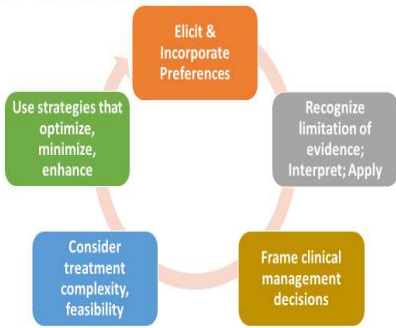 Elicit &
Incorporate
Preferences
Recognize
limitation of
evidence;
Interpret; Apply
Frame clinical
management
decisions
Consider
treatment
complexity,
feasibility
Use strategies that
optimize,
minimize,
enhance